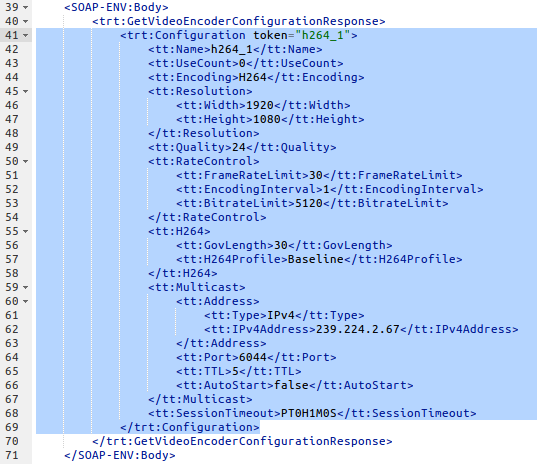 39 <SOAP-ENV:Body>
40 <trt:GetVideoEncoderConfigurationResponse>
41 <trt:Configuration token="h264_1">
42 <tt:Name>h264_1</tt:Name>
43 <tt:UseCount>0</tt:UseCount>
44 <tt:Encoding>H264</tt:Encoding>
45 <tt:Resolution>
46 <tt:Width>1920</tt:Width>
47 <tt:Height>1080</tt:Height>
48 </tt:Resolution>
49 <tt:Quality>24</tt:Quality>
50 <tt:RateControl>
51 <tt:FrameRateLimit>30</tt:FrameRateLimit>
52 <tt:EncodingInterval>1</tt:EncodingInterval>
53 <tt:BitrateLimit>5120</tt:BitrateLimit>
54 </tt:RateControl>
55 <tt:H264>
56 <tt:GovLength>30</tt:GovLength>
57 <tt:H264Profile>Baseline</tt:H264Profile>
58 </tt:H264>
59 <tt:Multicast>
60 <tt:Address>
61 <tt:Type>IPv4</tt:Type>
62 <tt:IPv4Address>239.224.2.67</tt:IPv4Address>
63 </tt:Address>
64 <tt:Port>6044</tt:Port>
65 <tt:TTL>5</tt:TTL>
66 <tt:AutoStart>false</tt:AutoStart>
67 </tt:Multicast>
68 <tt:SessionTimeout>PT0H1M0S</tt:SessionTimeout>
69 </trt:Configuration>
70 </trt:GetVideoEncoderConfigurationResponse>
71 </SOAP-ENV:Body>